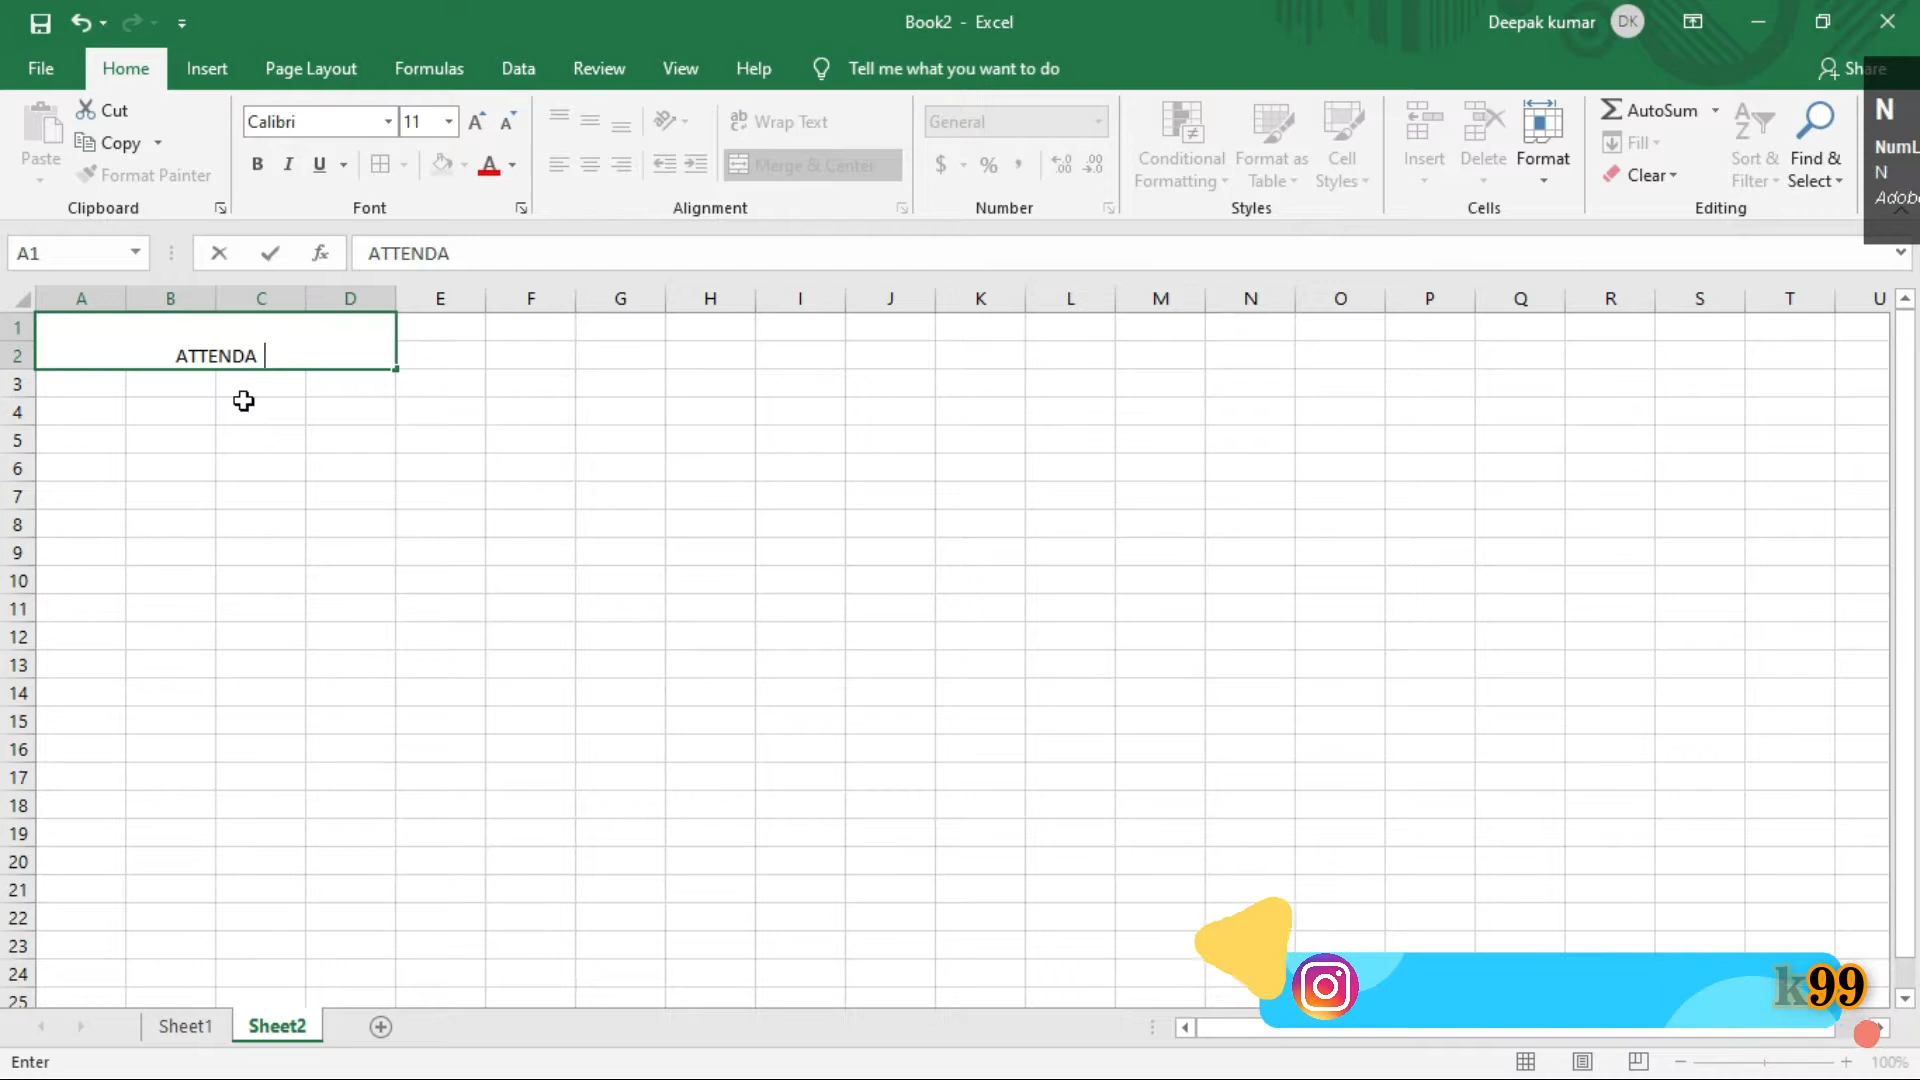 Book2 - Excel
Deepak kumar DK
File Home Insert Page Layout Formulas Data Review View Help Tell me what you want to do Share
Paste
Cut
Copy
Format Painter
Clipboard
Calibri 11
B I U A
Font
ab Wrap Text
Merge & Center
Alignment
General
$ %
Number
Conditional Formatting
Format as Table
Cell Styles
Styles
Insert Delete Format
Cells
AutoSum
Fill
Clear
Sort & Filter
Find & Select
Editing
N
NumL
N
Adob
A1 fx ATTENDA
A B C D E F G H I J K L M N O P Q R S T U
1
2 ATTENDA
3
4
5
6
7
8
9
10
11
12
13
14
15
16
17
18
19
20
21
22
23
24
25
k99
Sheet1 Sheet2
Enter 100%